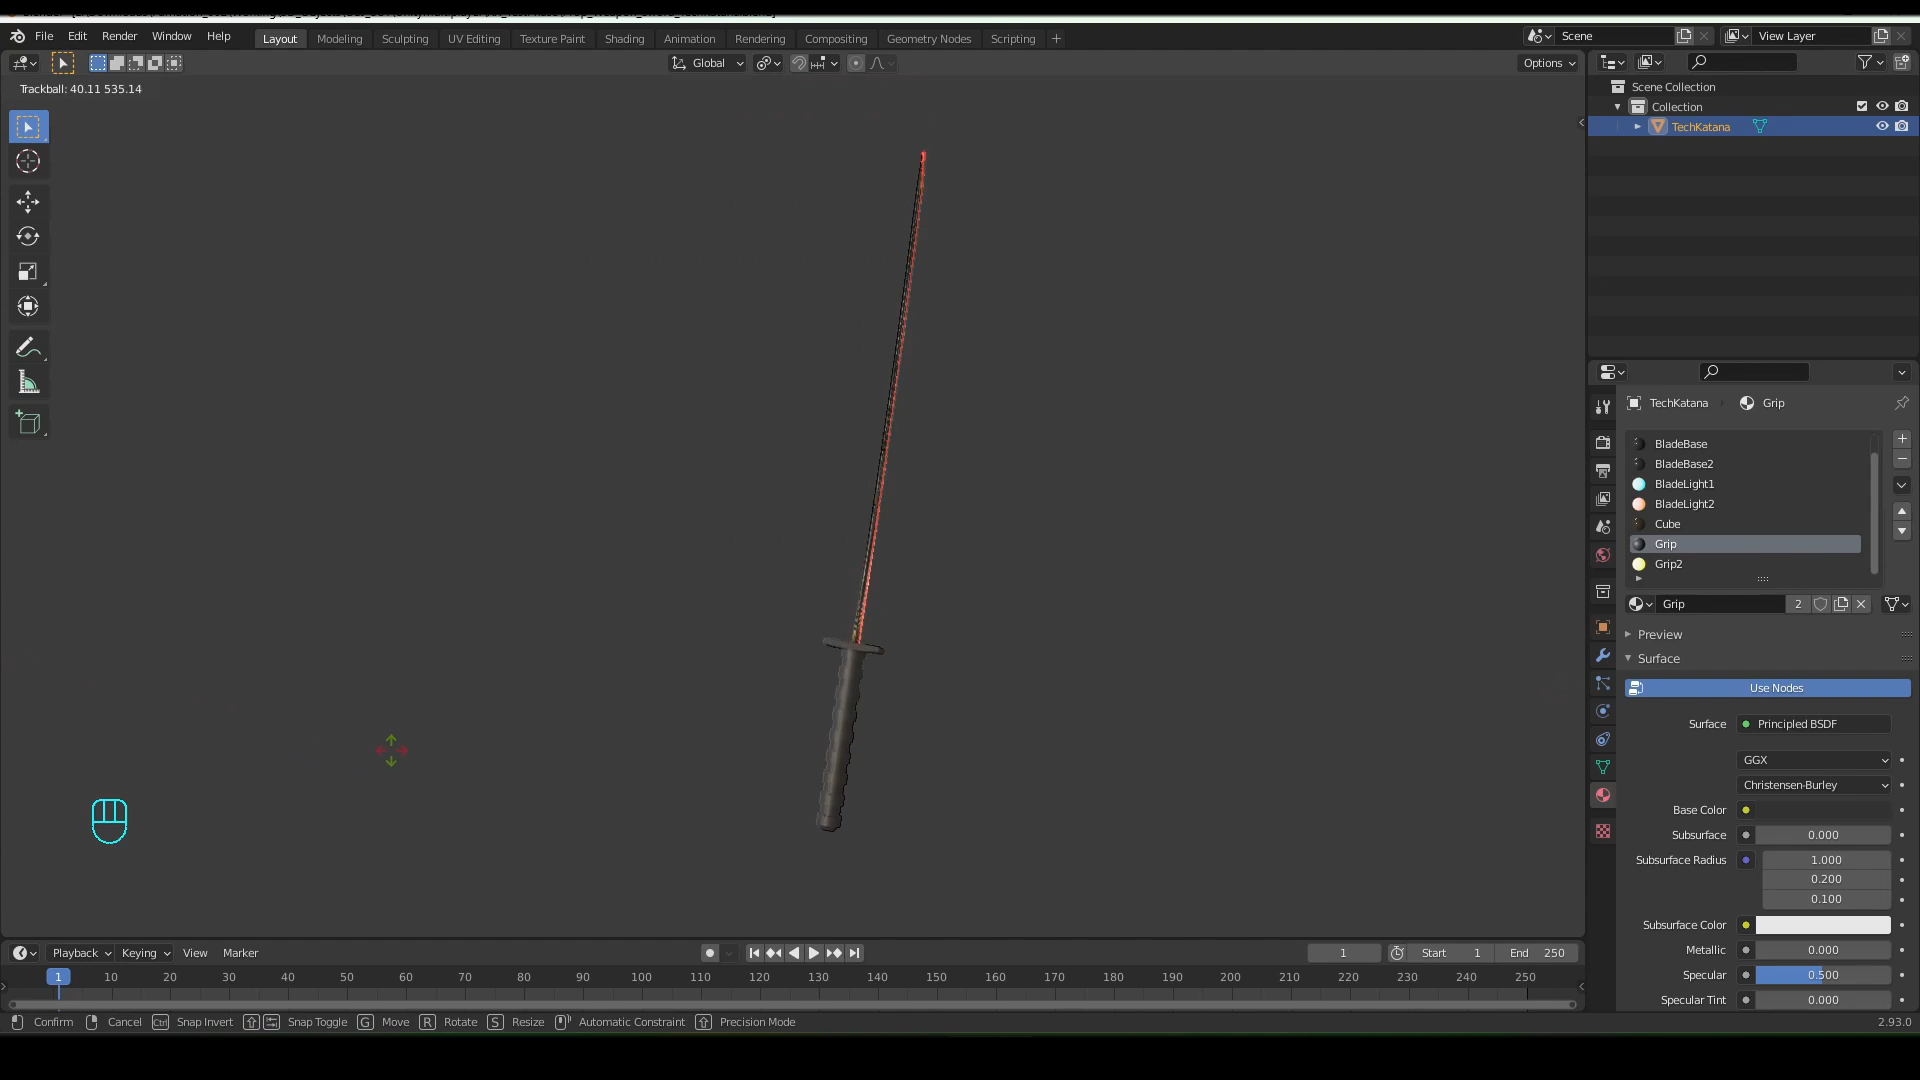 File Edit Render Window Help Layout Modeling Sculpting UV Editing Texture Paint Shading Animation Rendering Compositing Geometry Nodes Scripting + Scene View Layer
Global Options
Trackball: 40.11 535.14
Scene Collection
Collection
TechKatana
TechKatana Grip
BladeBase
BladeBase2
BladeLight1
BladeLight2
Cube
Grip
Grip2
Grip 2
Preview
Surface
Use Nodes
Surface Principled BSDF
GGX
Christensen-Burley
Base Color
Subsurface 0.000
Subsurface Radius 1.000
0.200
0.100
Subsurface Color
Metallic 0.000
Specular 0.500
Specular Tint 0.000
Playback Keying View Marker 1 Start 1 End 250
1 10 20 30 40 50 60 70 80 90 100 110 120 130 140 150 160 170 180 190 200 210 220 230 240 250
Confirm Cancel Ctrl Snap Invert Snap Toggle G Move R Rotate S Resize Automatic Constraint Precision Mode 2.93.0